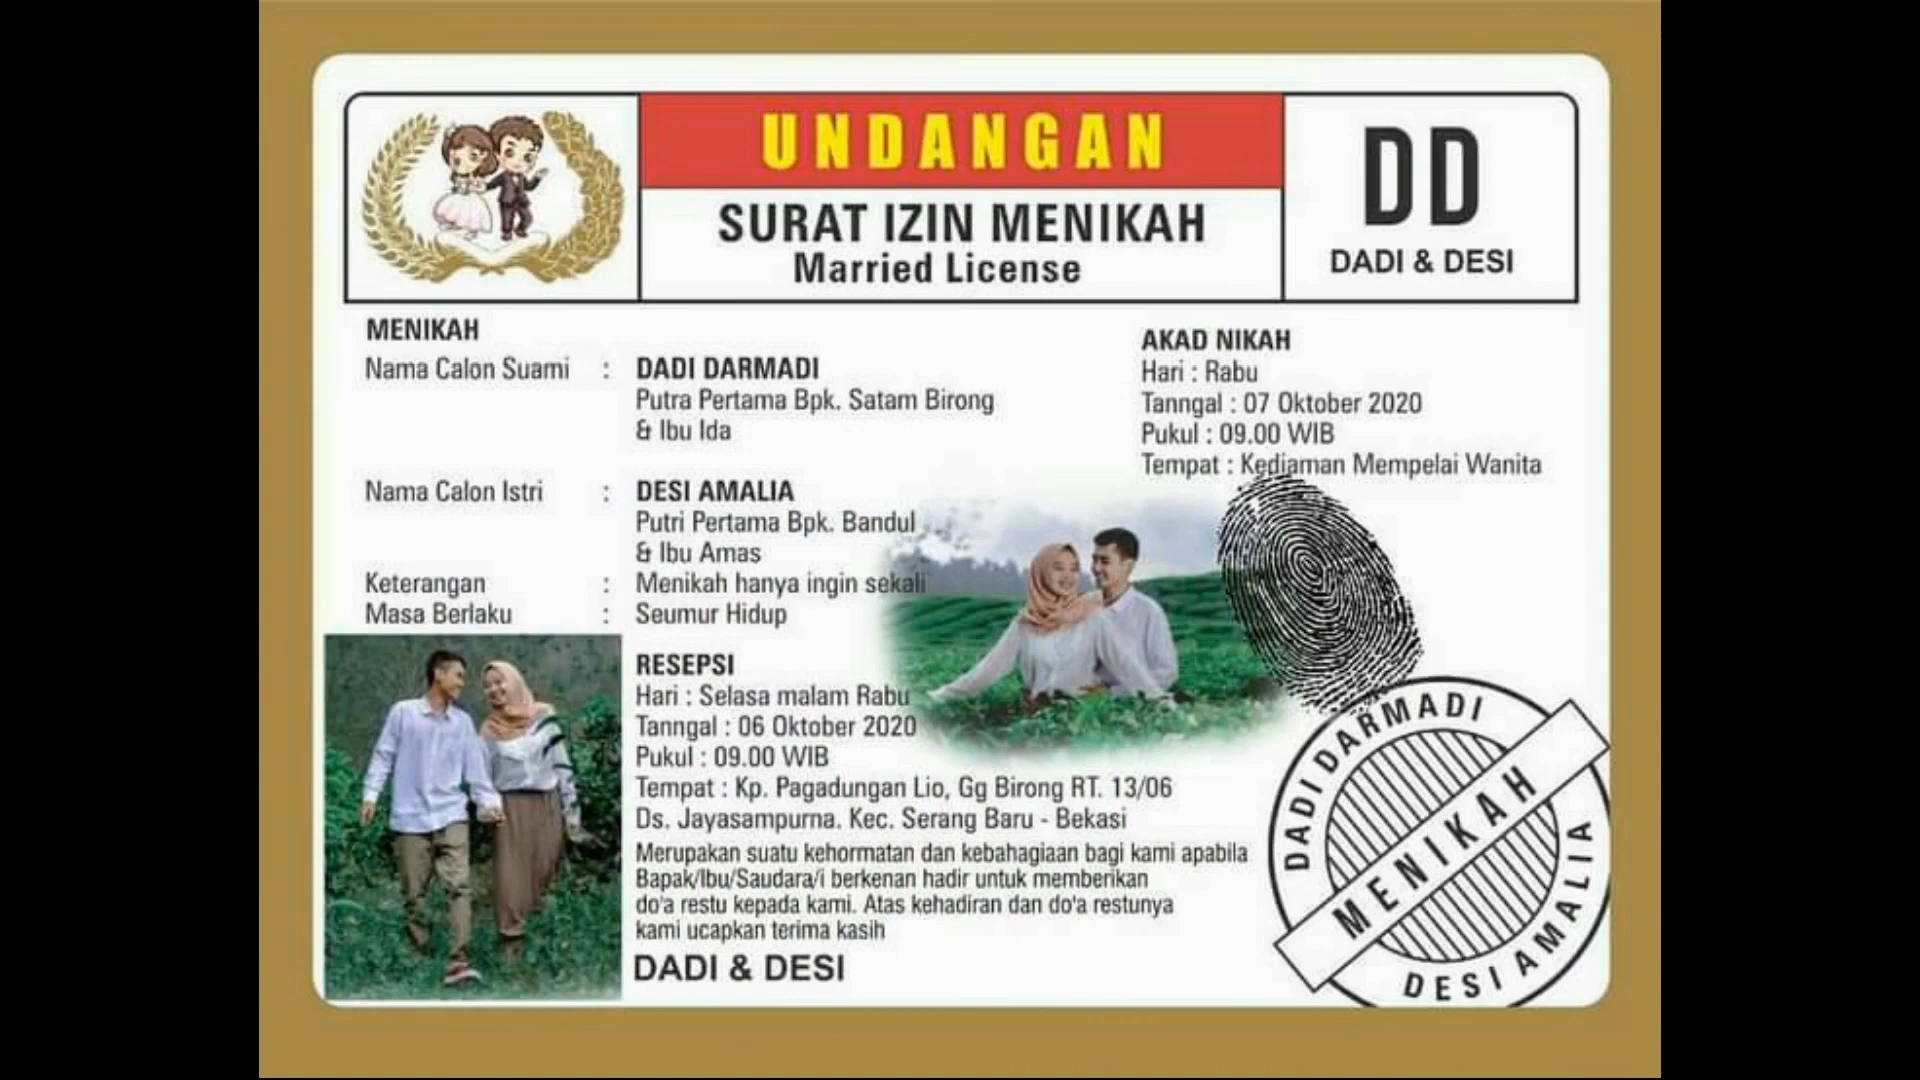 UNDANGAN
SURAT IZIN MENIKAH
Married License
DD
DADI & DESI
MENIKAH
Nama Calon Suami : DADI DARMADI
Putra Pertama Bpk. Satam Birong
& Ibu Ida
Nama Calon Istri : DESI AMALIA
Putri Pertama Bpk. Bandul
& Ibu Amas
Keterangan : Menikah hanya ingin sekali
Masa Berlaku : Seumur Hidup
AKAD NIKAH
Hari : Rabu
Tanngal : 07 Oktober 2020
Pukul : 09.00 WIB
Tempat : Kediaman Mempelai Wanita
RESEPSI
Hari : Selasa malam Rabu
Tanngal : 06 Oktober 2020
Pukul : 09.00 WIB
Tempat : Kp. Pagadungan Lio, Gg Birong RT. 13/06
Ds. Jayasampurna. Kec. Serang Baru - Bekasi
Merupakan suatu kehormatan dan kebahagiaan bagi kami apabila
Bapak/Ibu/Saudara/i berkenan hadir untuk memberikan
do'a restu kepada kami. Atas kehadiran dan do'a restunya
kami ucapkan terima kasih
DADI & DESI
DADI DARMADI
MENIKAH
DESI AMALIA